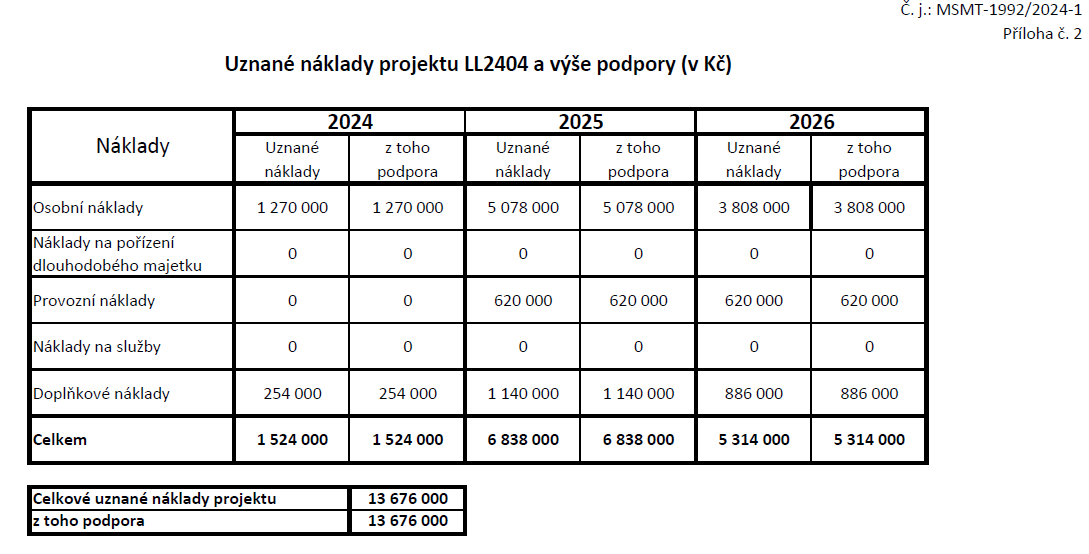 Č. j.: MSMT-1992/2024-1
Příloha č. 2
Uznané náklady projektu LL2404 a výše podpory (v Kč)
Náklady 2024 2025 2026
Uznané náklady z toho podpora Uznané náklady z toho podpora Uznané náklady z toho podpora
Osobní náklady 1 270 000 1 270 000 5 078 000 5 078 000 3 808 000 3 808 000
Náklady na pořízení
dlouhodobého majetku 0 0 0 0 0 0
Provozní náklady 0 0 620 000 620 000 620 000 620 000
Náklady na služby 0 0 0 0 0 0
Doplňkové náklady 254 000 254 000 1 140 000 1 140 000 886 000 886 000
Celkem 1 524 000 1 524 000 6 838 000 6 838 000 5 314 000 5 314 000
Celkové uznané náklady projektu 13 676 000
z toho podpora 13 676 000